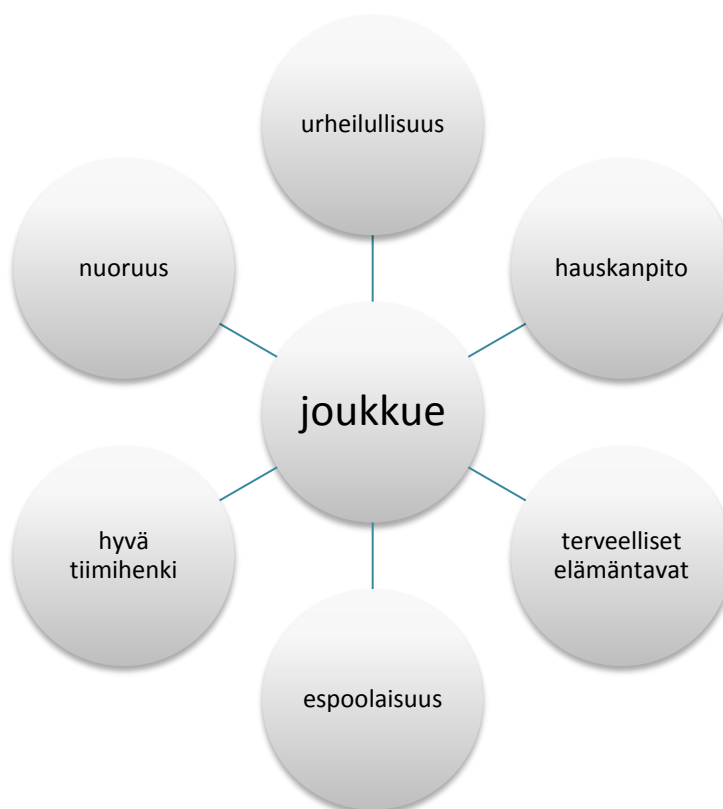 urheilullisuus
nuoruus
hauskanpito
joukkue
hyvä
tiimihenki
terveelliset
elämäntavat
espoolaisuus